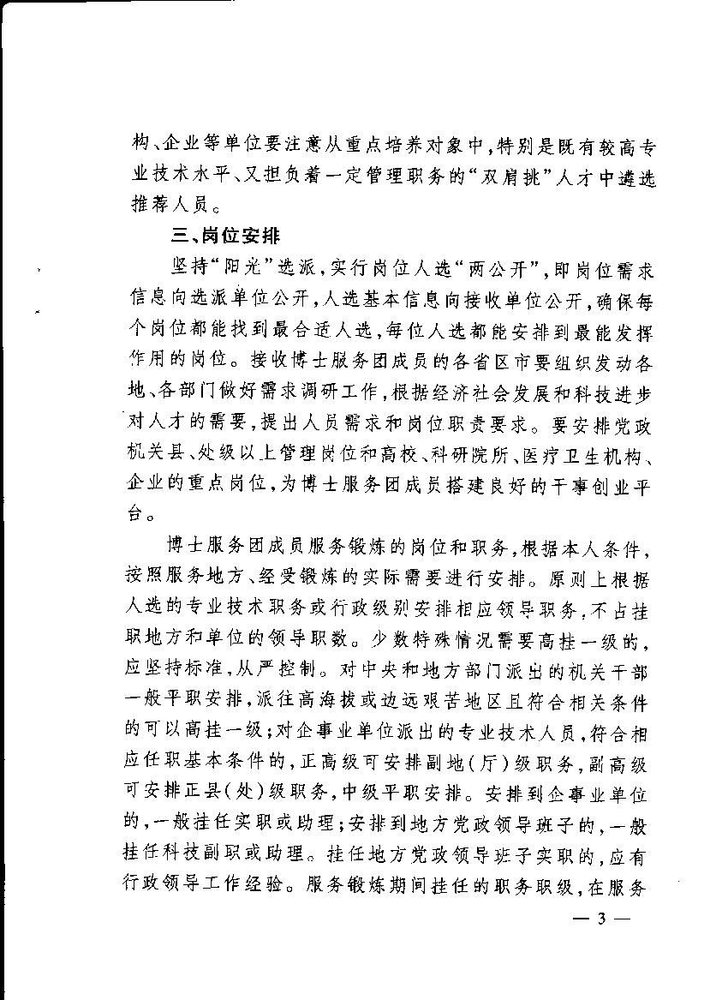 构、企业等单位要注意从重点培养对象中,特别是既有较高专
业技术水平、又担负着一定管理职务的“双肩挑”人才中遴选
推荐人员。
三、岗位安排
坚持“阳光”选派,实行岗位人选“两公开”,即岗位需求
信息向选派单位公开,人选基本信息向接收单位公开,确保每
个岗位都能找到最合适人选,每位人选都能安排到最能发挥
作用的岗位。接收博士服务团成员的各省区市要组织发动各
地、各部门做好需求调研工作,根据经济社会发展和科技进步
对人才的需要,提出人员需求和岗位职责要求。要安排党政
机关县、处级以上管理岗位和高校、科研院所、医疗卫生机构、
企业的重点岗位,为博士服务团成员搭建良好的干事创业平
台。
博士服务团成员服务锻炼的岗位和职务,根据本人条件,
按照服务地方、经受锻炼的实际需要进行安排。原则上根据
人选的专业技术职务或行政级别安排相应领导职务,不占挂
职地方和单位的领导职数。少数特殊情况需要高挂一级的,
应坚持标准,从严控制。对中央和地方部门派出的机关干部
一般平职安排,派往高海拔或边远艰苦地区且符合相关条件
的可以高挂一级;对企事业单位派出的专业技术人员,符合相
应任职基本条件的,正高级可安排副地(厅)级职务,副高级
可安排正县(处)级职务,中级平职安排。安排到企事业单位
的,一般挂任实职或助理;安排到地方党政领导班子的,一般
挂任科技副职或助理。挂任地方党政领导班子实职的,应有
行政领导工作经验。服务锻炼期间挂任的职务职级,在服务
— 3 —